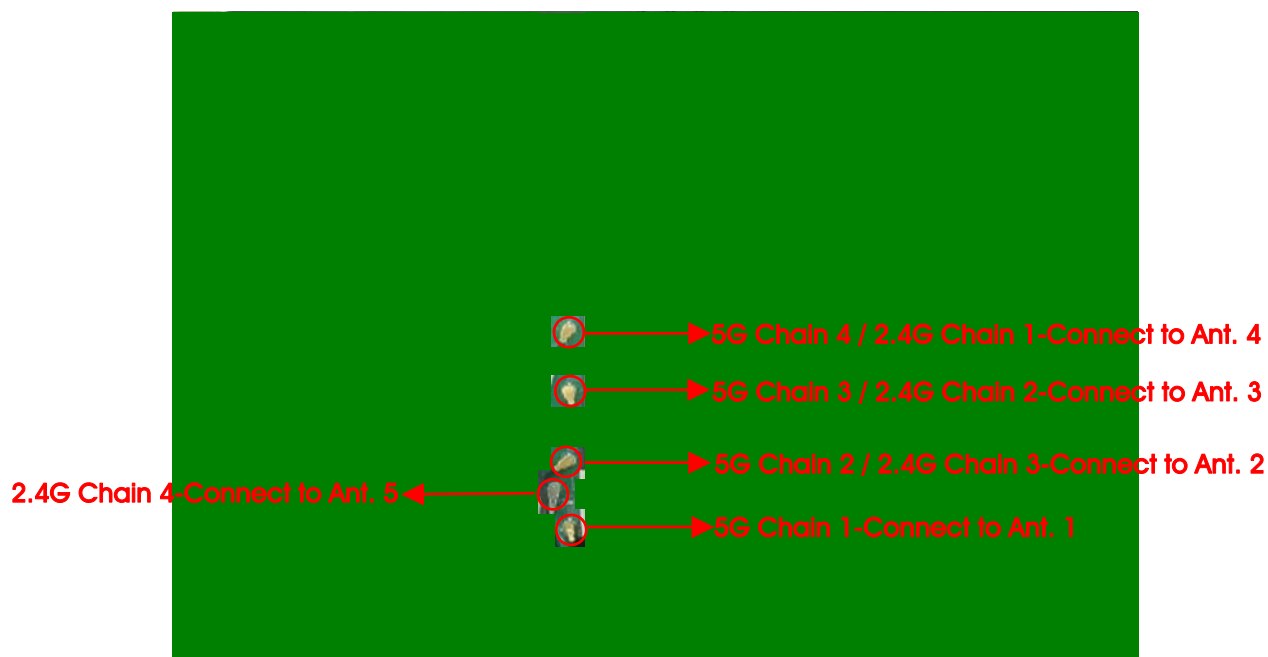 5G Chain 4 / 2.4G Chain 1-Connect to Ant. 4
5G Chain 3 / 2.4G Chain 2-Connect to Ant. 3
5G Chain 2 / 2.4G Chain 3-Connect to Ant. 2
2.4G Chain 4-Connect to Ant. 5
5G Chain 1-Connect to Ant. 1